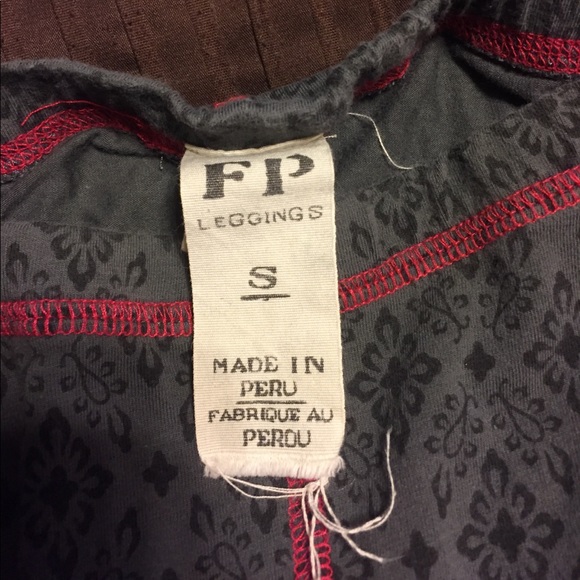 FP
LEGGINGS
S
MADE IN
PERU
FABRIQUE AU
PEROU